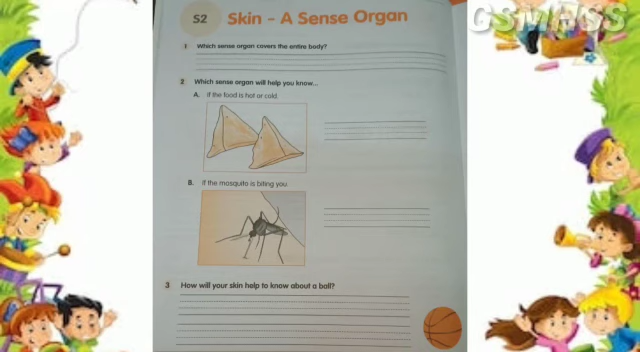 GSMHSS
S2
Skin - A Sense Organ
1 Which sense organ covers the entire body?
2 Which sense organ will help you know...
A. If the food is hot or cold.
B. If the mosquito is biting you
3 How will your skin help to know about a ball?